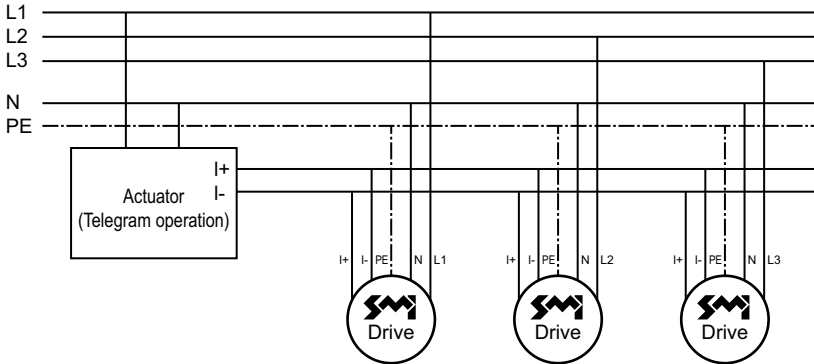 L1
L2
L3
N
PE
I+
Actuator I-
(Telegram operation)
I+ I- PE N L1 I+ I- PE N L2 I+ I- PE N L3
SMI SMI SMI
Drive Drive Drive